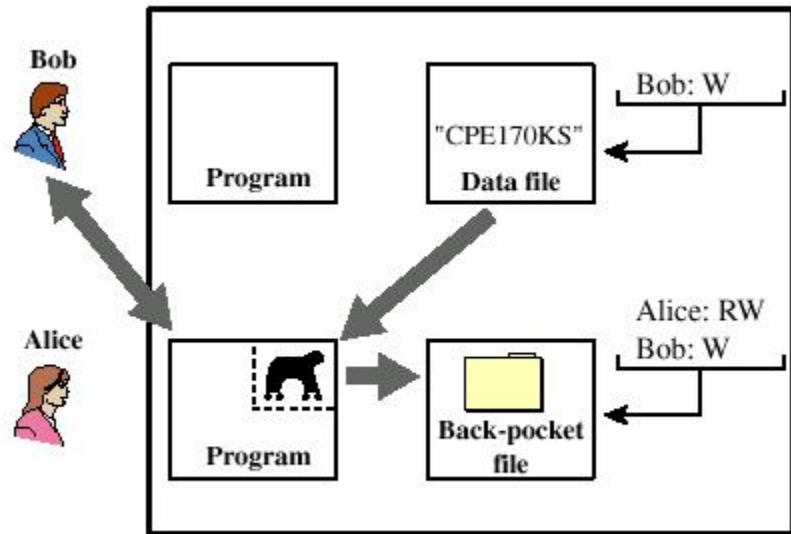 Bob
Bob: W
"CPE170KS"
Program
Data file
Alice
Alice: RW
Bob: W
Program
Back-pocket
file